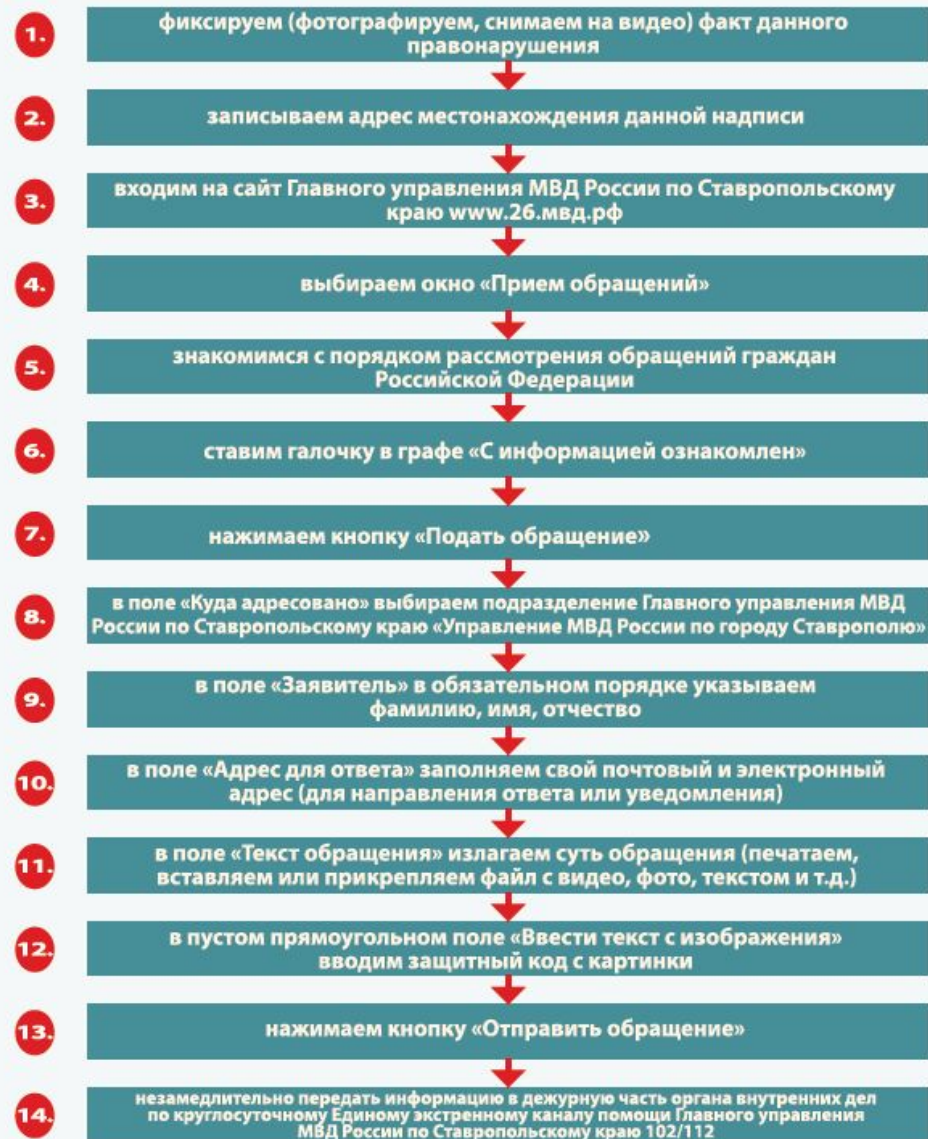 1.
фиксируем (фотографируем, снимаем на видео) факт данного
правонарушения
2.
записываем адрес местонахождения данной надписи
3.
входим на сайт Главного управления МВД России по Ставропольскому
краю www.26.мвд.рф
4.
выбираем окно «Прием обращений»
5.
знакомимся с порядком рассмотрения обращений граждан
Российской Федерации
6.
ставим галочку в графе «С информацией ознакомлен»
7.
нажимаем кнопку «Подать обращение»
8.
в поле «Куда адресовано» выбираем подразделение Главного управления МВД
России по Ставропольскому краю «Управление МВД России по городу Ставрополю»
9.
в поле «Заявитель» в обязательном порядке указываем
фамилию, имя, отчество
10.
в поле «Адрес для ответа» заполняем свой почтовый и электронный
адрес (для направления ответа или уведомления)
11.
в поле «Текст обращения» излагаем суть обращения (печатаем,
вставляем или прикрепляем файл с видео, фото, текстом и т.д.)
12.
в пустом прямоугольном поле «Ввести текст с изображения»
вводим защитный код с картинки
13.
нажимаем кнопку «Отправить обращение»
14.
незамедлительно передать информацию в дежурную часть органа внутренних дел
по круглосуточному Единому экстренному каналу помощи Главного управления
МВД России по Ставропольскому краю 102/112